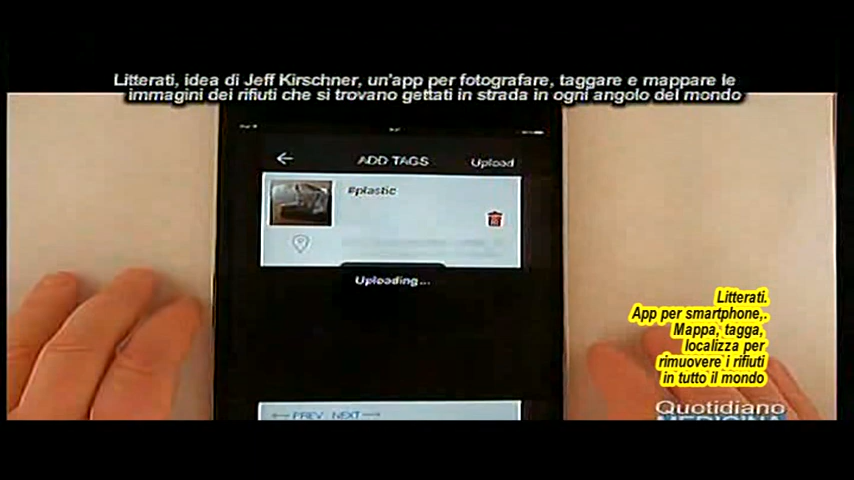 Litterati, idea di Jeff Kirschner, un'app per fotografare, taggare e mappare le
immagini dei rifiuti che si trovano gettati in strada in ogni angolo del mondo
ADD TAGS
Upload
#plastic
Uploading...
Litterati.
App per smartphone,.
Mappa, tagga,
localizza per
rimuovere i rifiuti
in tutto il mondo
PREV NEXT
Quotidiano
MEDICINA